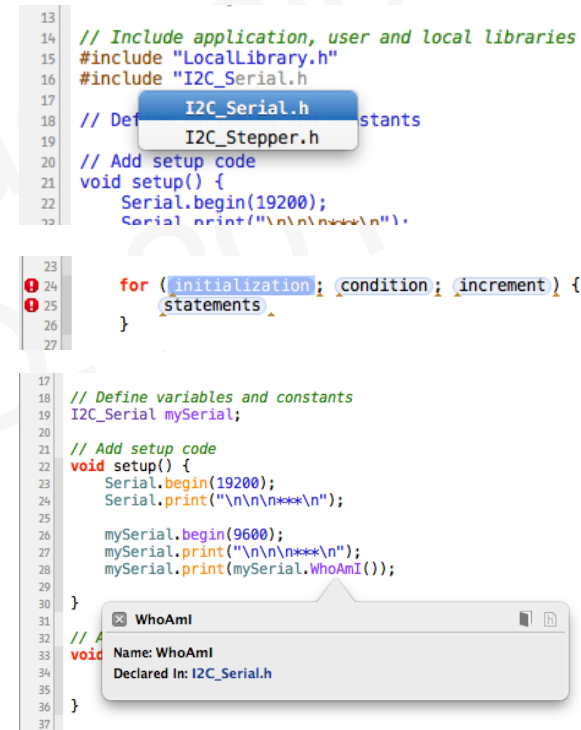 13
14 // Include application, user and local libraries
15 #include "LocalLibrary.h"
16 #include "I2C_Serial.h
17 I2C_Serial.h
18 // Def stants
19 I2C_Stepper.h
20 // Add setup code
21 void setup() {
22 Serial.begin(19200);
23 Serial.print("\n\n\n***\n");
23
24 for (initialization; condition; increment) {
25 statements
26 }
27
17
18 // Define variables and constants
19 I2C_Serial mySerial;
20
21 // Add setup code
22 void setup() {
23 Serial.begin(19200);
24 Serial.print("\n\n\n***\n");
25
26 mySerial.begin(9600);
27 mySerial.print("\n\n\n***\n");
28 mySerial.print(mySerial.WhoAmI());
29
30 }
31 WhoAmI h
32 // A
33 void Name: WhoAmI
34 Declared In: I2C_Serial.h
35
36 }
37